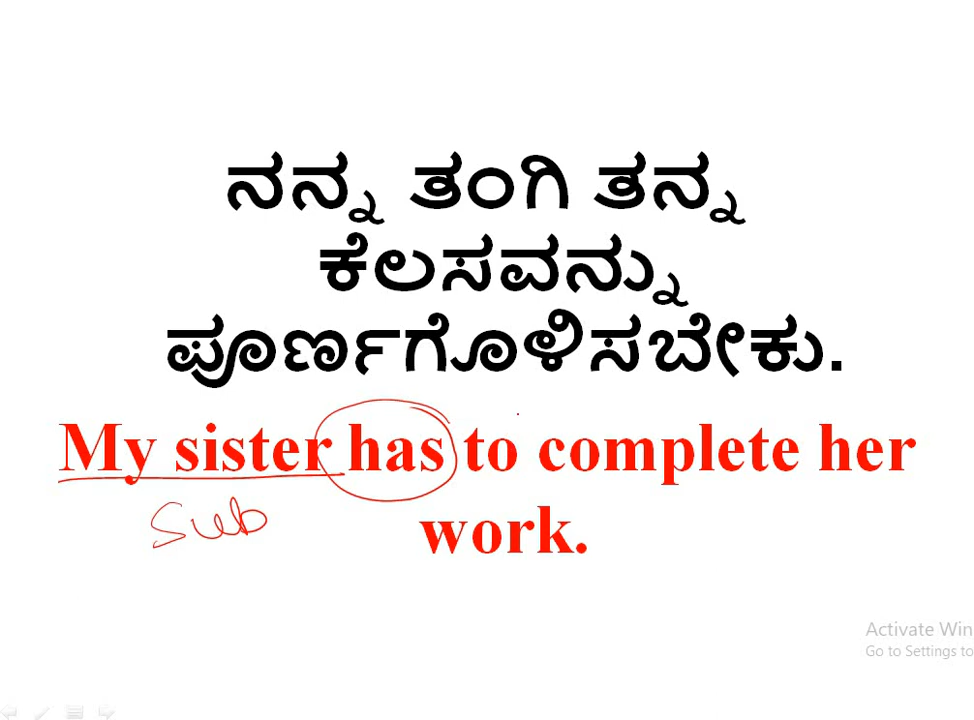 ನನ್ನ ತಂಗಿ ತನ್ನ
ಕೆಲಸವನ್ನು
ಪೂರ್ಣಗೊಳಿಸಬೇಕು.
My sister has to complete her
sub
work.
Activate Win
Go to Settings to